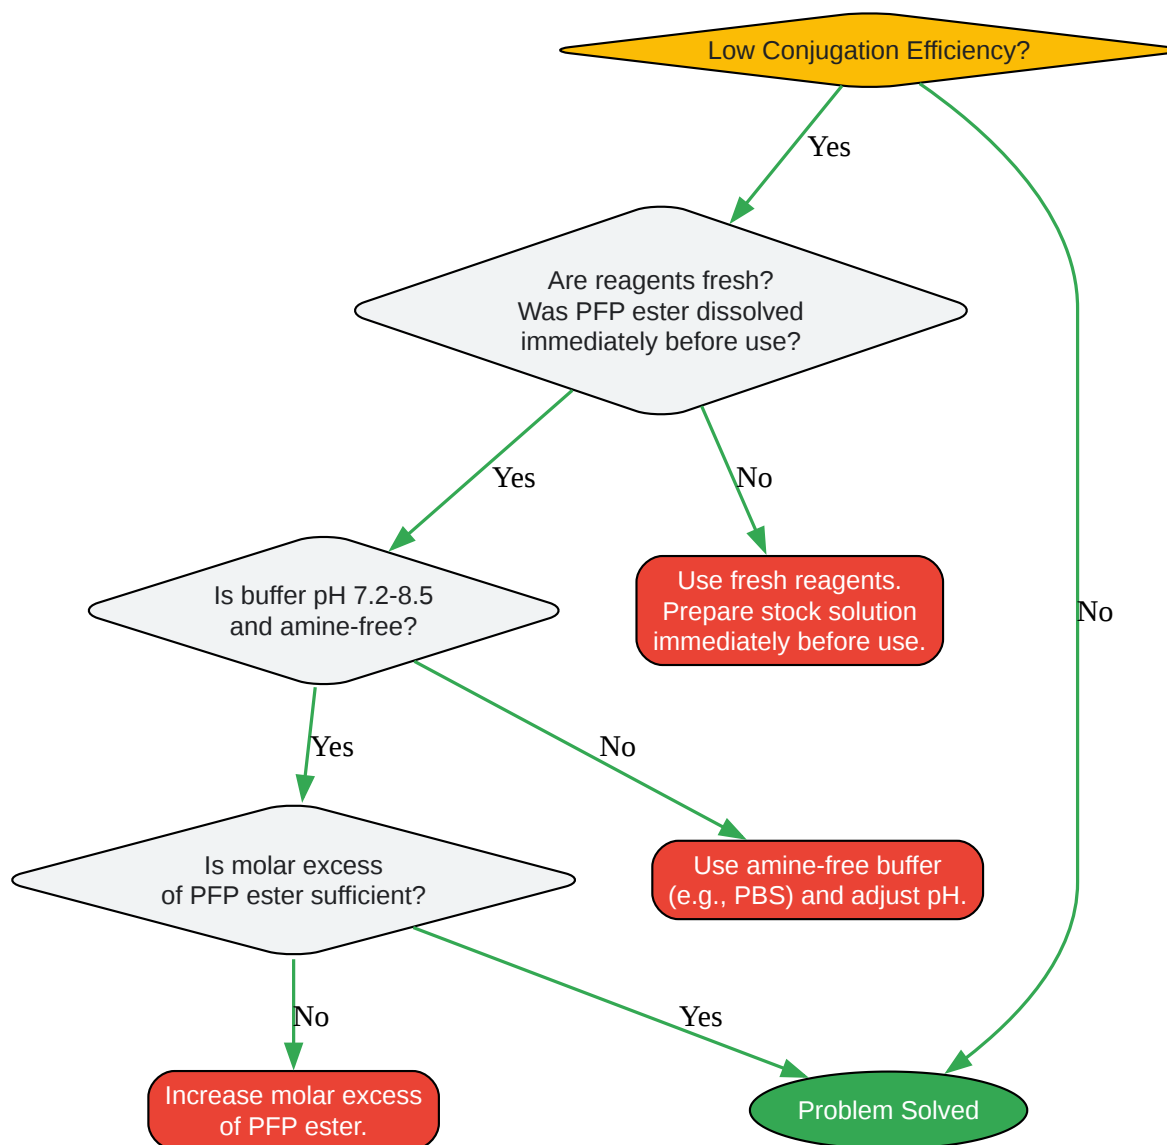 Low Conjugation Efficiency?
Yes
Are reagents fresh?
Was PFP ester dissolved
immediately before use?
Yes
No
Use fresh reagents.
Prepare stock solution
immediately before use.
Is buffer pH 7.2-8.5
and amine-free?
No
Yes
No
Use amine-free buffer
(e.g., PBS) and adjust pH.
Is molar excess
of PFP ester sufficient?
No
Yes
Increase molar excess
of PFP ester.
Problem Solved